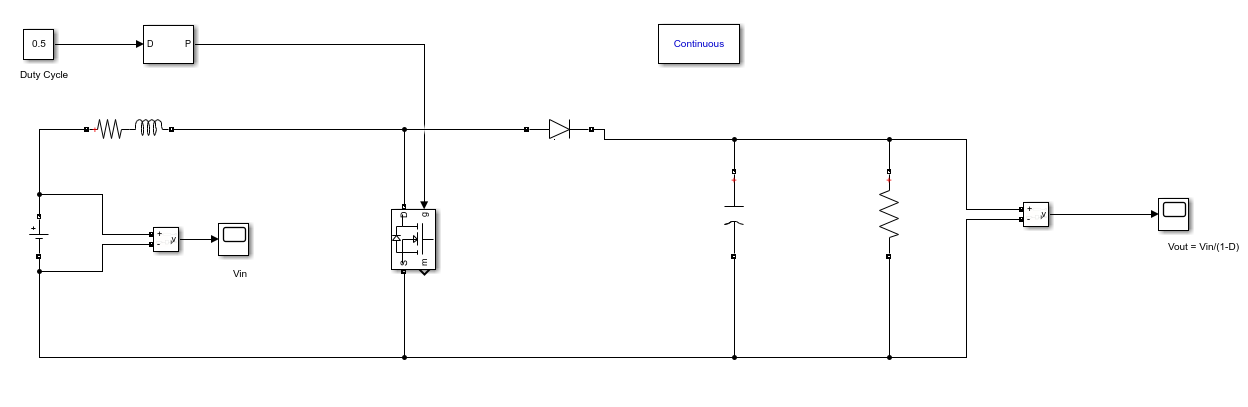 0.5
D
P
Continuous
Duty Cycle
+
+
-
v
Vin
D
g
S
m
+
+
+
-
v
Vout = Vin/(1-D)